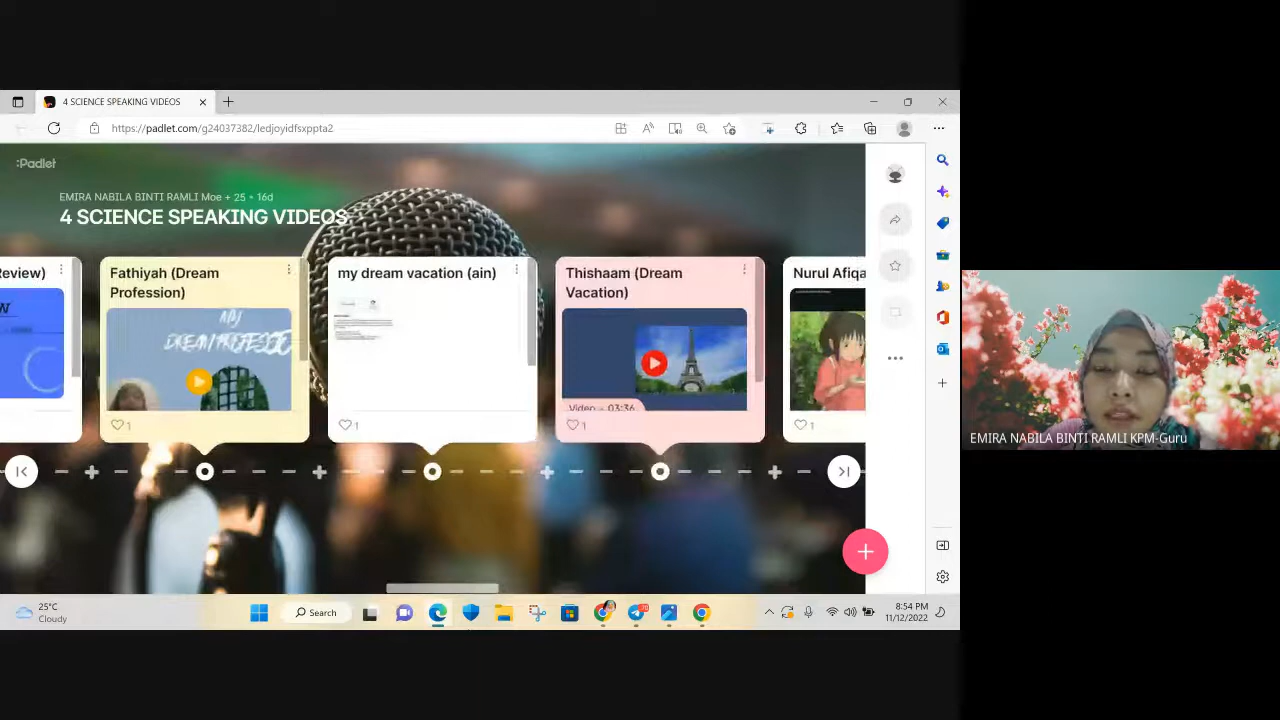 4 SCIENCE SPEAKING VIDEOS
https://padlet.com/g24037382/ledjoyidfsxppta2
:Padlet
EMIRA NABILA BINTI RAMLI Moe + 25 • 16d
4 SCIENCE SPEAKING VIDEOS
eview)
Fathiyah (Dream
Profession)
MY
DREAM PROFESSIO
1
my dream vacation (ain)
1
Thishaam (Dream
Vacation)
Video - 03:36
1
Nurul Afiqa
1
EMIRA NABILA BINTI RAMLI KPM-Guru
25°C
Cloudy
Search
8:54 PM
11/12/2022